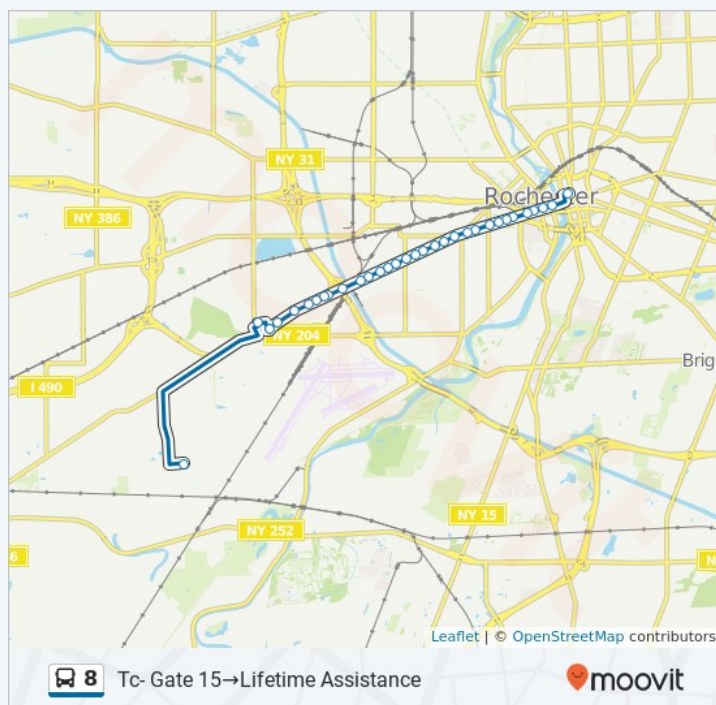 NY 31
Rochester
NY 386
NY 204
Brig
I 490
NY 15
NY 252
6
N
Leaflet | © OpenStreetMap contributors
8 Tc- Gate 15→Lifetime Assistance
moovit